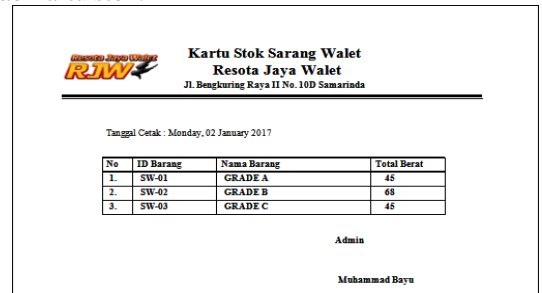 Resota Jaya Walet
RJW
Kartu Stok Sarang Walet
Resota Jaya Walet
Jl. Bengkuring Raya II No. 10D Samarinda
Tanggal Cetak : Monday, 02 January 2017
No ID Barang Nama Barang Total Berat
1. SW-01 GRADE A 45
2. SW-02 GRADE B 68
3. SW-03 GRADE C 45
Admin
Muhammad Bayu